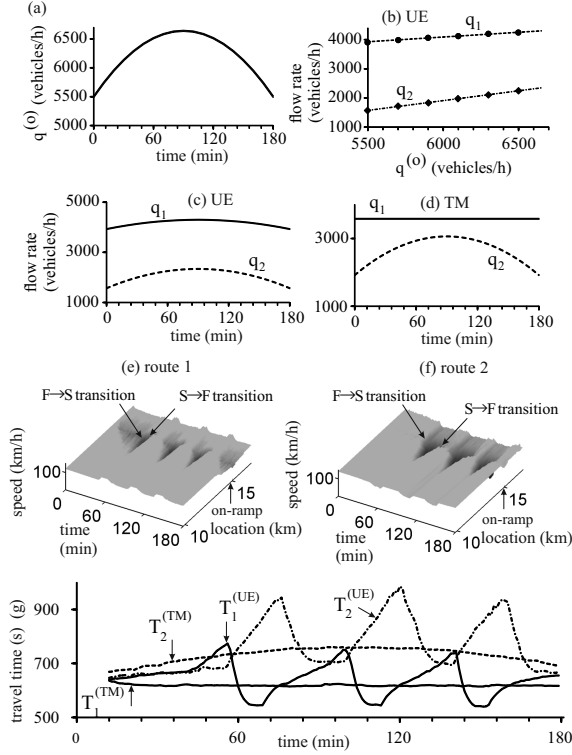 (a)
q(o) (vehicles/h)
6500
6000
5500
5000
0 60 120 180
time (min)
(b) UE
flow rate (vehicles/h)
4000
3000
2000
1000
q1
q2
5500 6000 6500
q(o) (vehicles/h)
(c) UE
flow rate (vehicles/h)
5000
3000
1000
q1
q2
0 60 120 180
time (min)
(d) TM
q1
3000
1000
q2
0 60 120 180
time (min)
(e) route 1
F→S transition
S→F transition
speed (km/h)
100
0
60
120
180
time (min)
10
15
on-ramp
location (km)
(f) route 2
F→S transition
S→F transition
speed (km/h)
100
0
60
120
180
time (min)
10
15
on-ramp
location (km)
travel time (s) (g)
900
700
500
T2(TM)
T1(UE)
T2(UE)
T1(TM)
0 60 120 180
time (min)